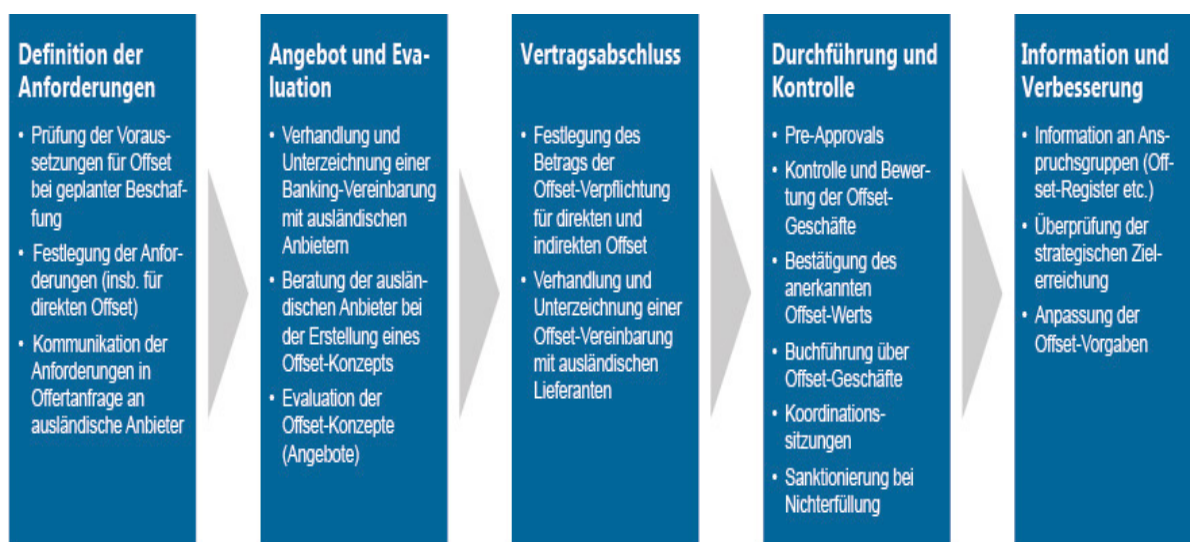 Definition der
Anforderungen
• Prüfung der Voraus-
setzungen für Offset
bei geplanter Beschaf-
fung
• Festlegung der Anfor-
derungen (insb. für
direkten Offset)
• Kommunikation der
Anforderungen in
Offertanfrage an
ausländische Anbieter
Angebot und Eva-
luation
• Verhandlung und
Unterzeichnung einer
Banking-Vereinbarung
mit ausländischen
Anbietern
• Beratung der auslän-
dischen Anbieter bei
der Erstellung eines
Offset-Konzepts
• Evaluation der
Offset-Konzepte
(Angebote)
Vertragsabschluss
• Festlegung des
Betrags der
Offset-Verpflichtung
für direkten und
indirekten Offset
• Verhandlung und
Unterzeichnung einer
Offset-Vereinbarung
mit ausländischen
Lieferanten
Durchführung und
Kontrolle
• Pre-Approvals
• Kontrolle und Bewer-
tung der Offset-
Geschäfte
• Bestätigung des
anerkannten
Offset-Werts
• Buchführung über
Offset-Geschäfte
• Koordinations-
sitzungen
• Sanktionierung bei
Nichterfüllung
Information und
Verbesserung
• Information an Ans-
pruchsgruppen (Off-
set-Register etc.)
• Überprüfung der
strategischen Ziel-
erreichung
• Anpassung der
Offset-Vorgaben